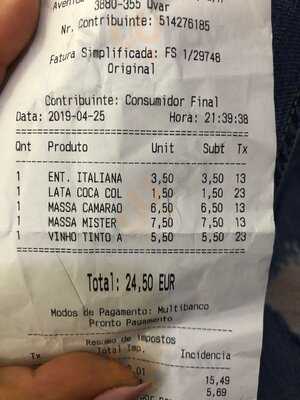 3880-355 Ovar
Nr. Contribuinte: 514276185
Fatura Simplificada: FS 1/29748
Original
Contribuinte: Consumidor Final
Data: 2019-04-25 Hora: 21:39:38
Qnt Produto Unit Subt Tx
1 ENT. ITALIANA 3,50 3,50 13
1 LATA COCA COL 1,50 1,50 23
1 MASSA CAMARAO 6,50 6,50 13
1 MASSA MISTER 7,50 7,50 13
1 VINHO TINTO A 5,50 5,50 23
Total: 24,50 EUR
Modos de Pagamento: Multibanco
Pronto Pagamento
Resumo de Impostos
Tx Total Imp. Incidencia
2,01 15,49
5,69